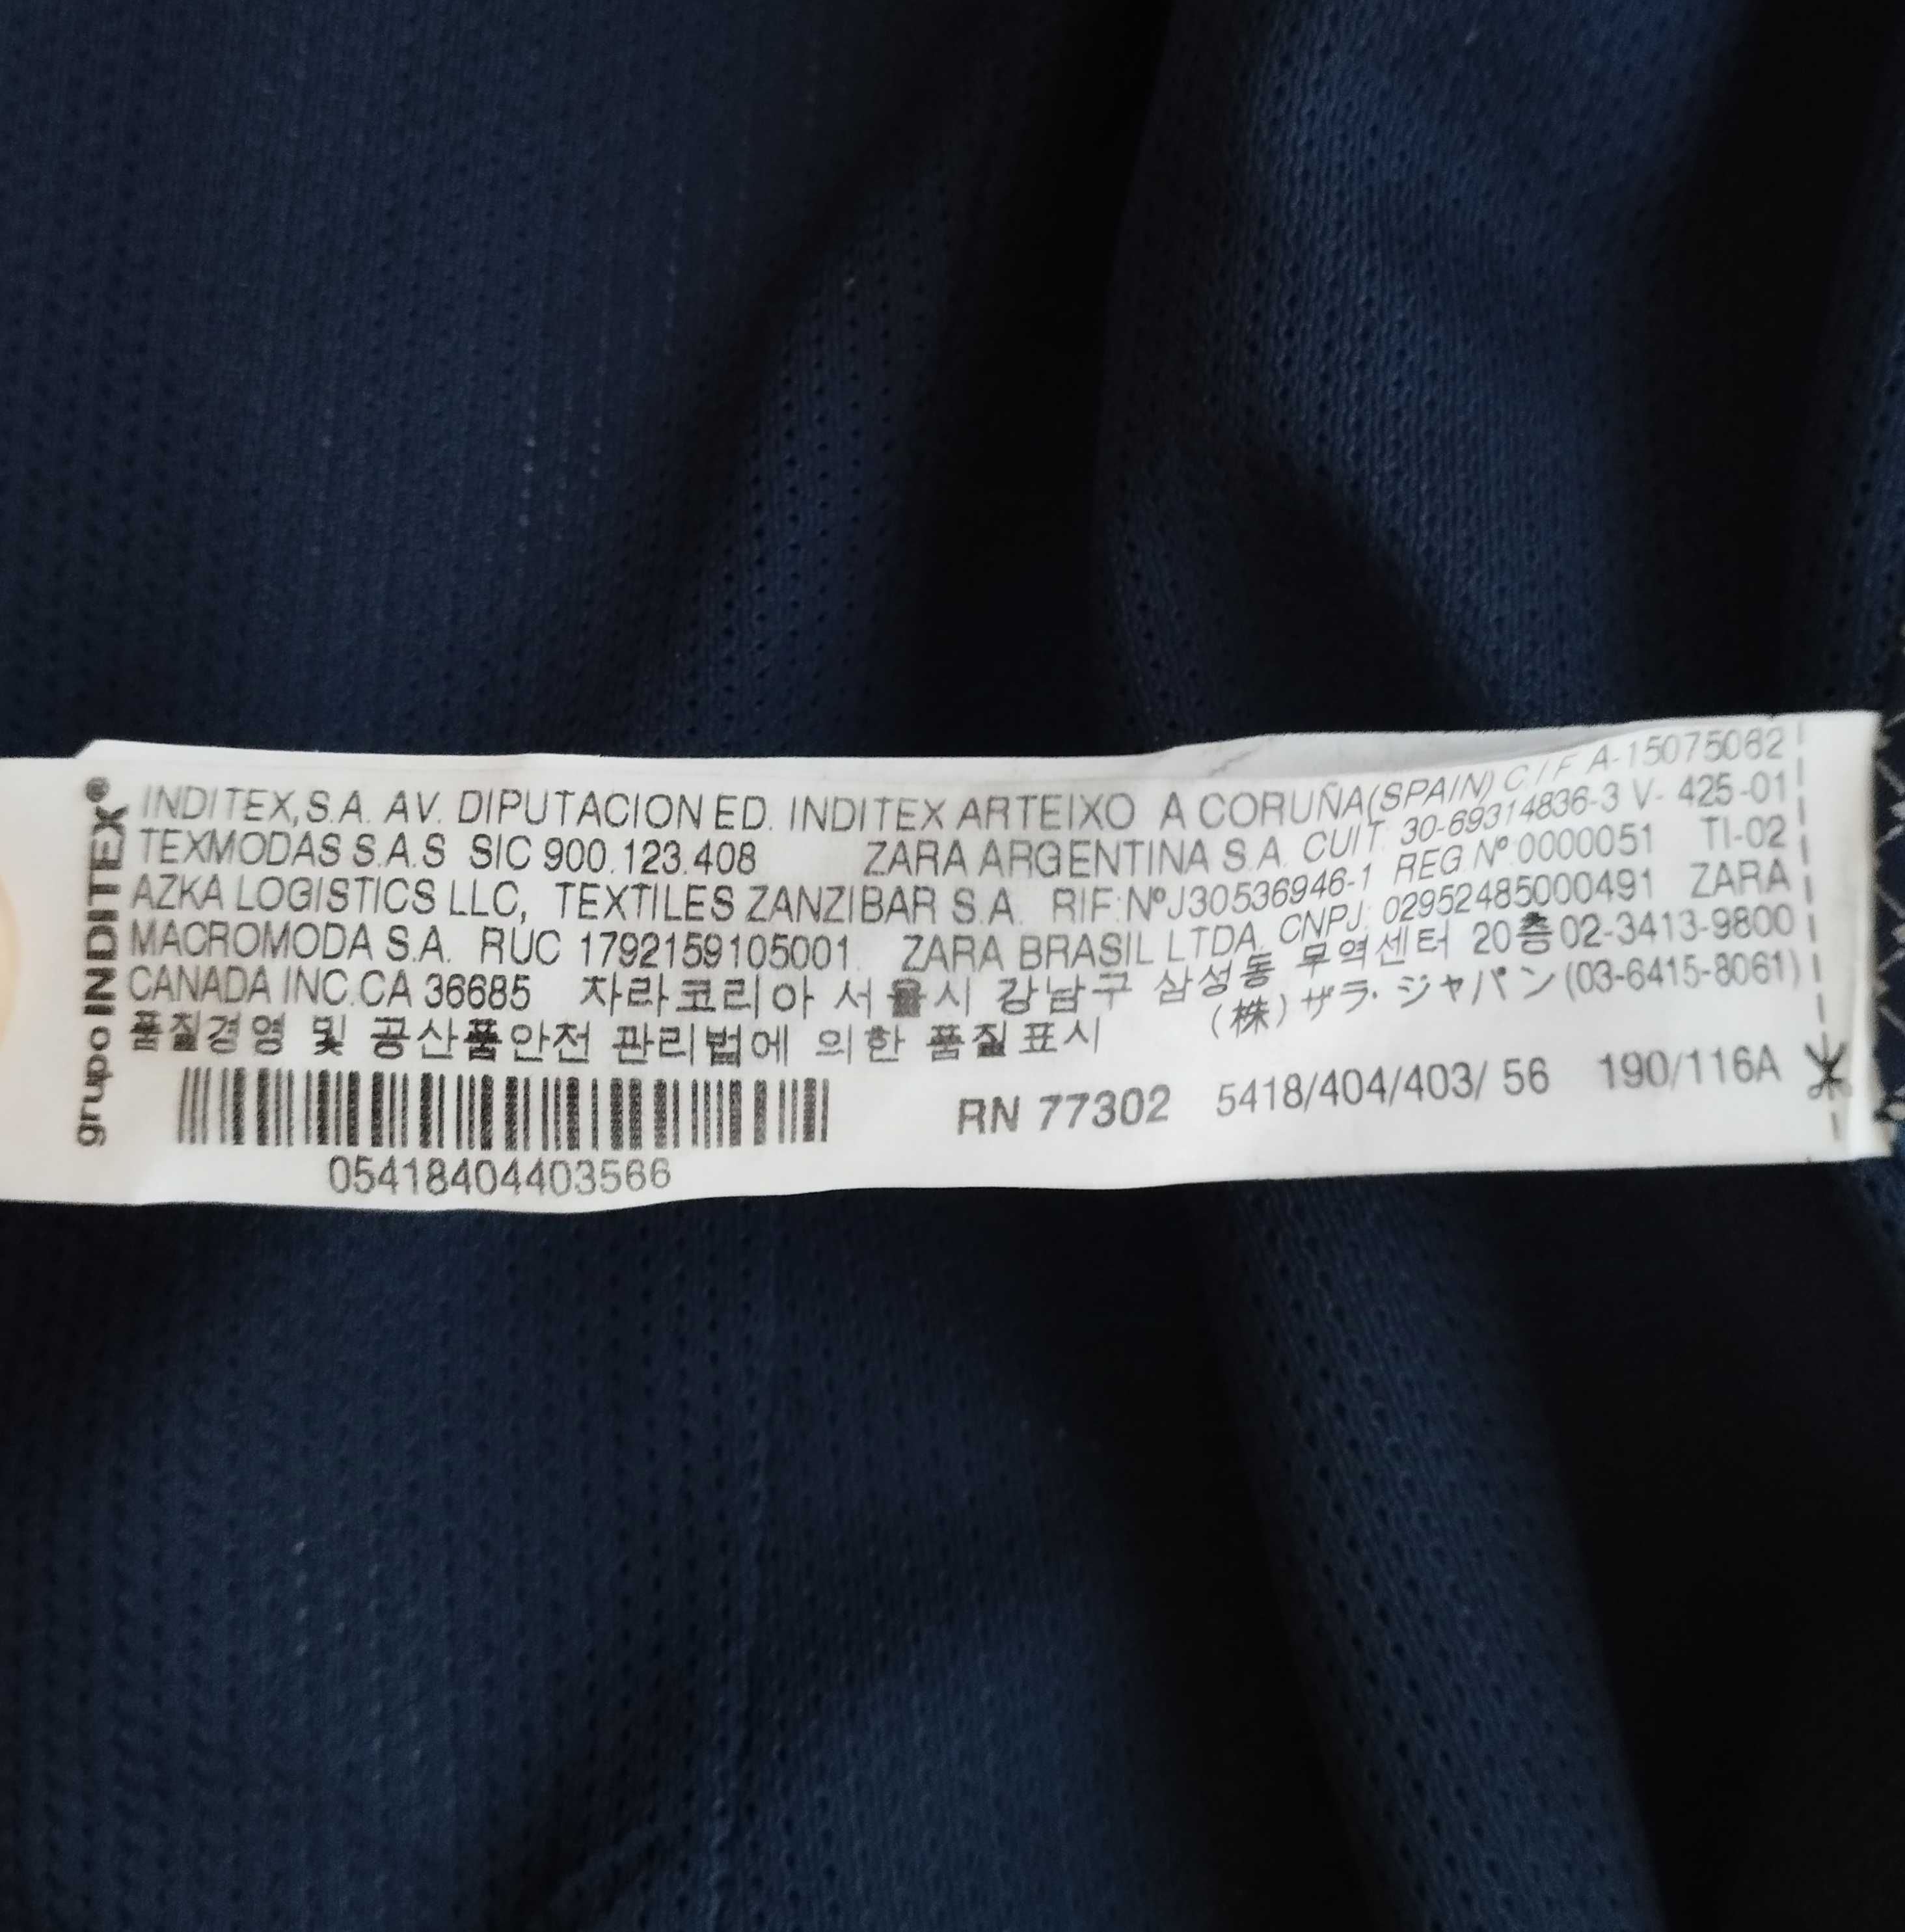 grupo INDITEX®
INDITEX,S.A. AV. DIPUTACION ED. INDITEX ARTEIXO A CORUÑA(SPAIN) CIF A-15075062
TEXMODAS S.A.S SIC 900.123.408 ZARA ARGENTINA S.A. CUIT: 30-69314836-3 V- 425-01
AZKA LOGISTICS LLC, TEXTILES ZANZIBAR S.A. RIF:NºJ30536946-1 REG Nº 0000051 TI-02
MACROMODA S.A. RUC 1792159105001. ZARA BRASIL LTDA. CNPJ: 02952485000491 ZARA
CANADA INC.CA 36685 자라코리아 서울시 강남구 삼성동 무역센터 20층 02-3413-9800
품질경영 및 공산품안전 관리법에 의한 품질표시 (株) ザラ・ジャパン (03-6415-8061)
RN 77302 5418/404/403/ 56 190/116A
05418404403566